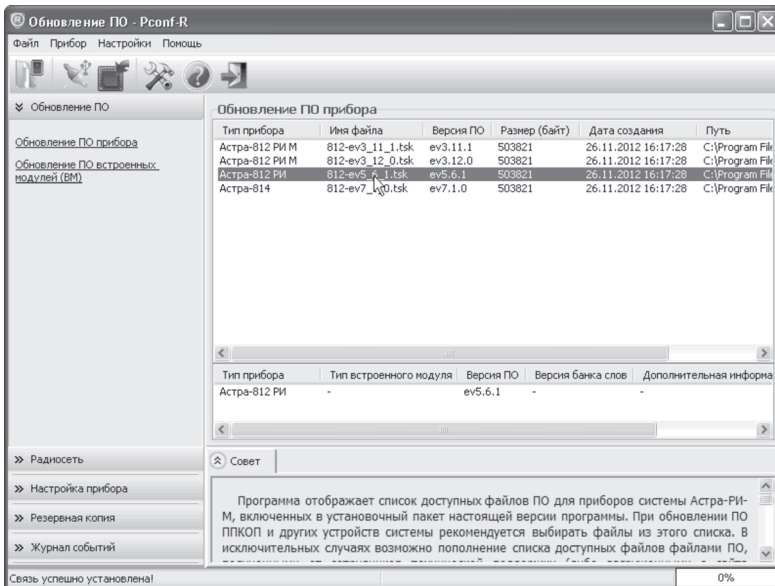 Обновление ПО - Pconf-R
Файл Прибор Настройки Помощь
Обновление ПО
Обновление ПО прибора
Обновление ПО встроенных
модулей (ВМ)
Обновление ПО прибора
Тип прибора Имя файла Версия ПО Размер (байт) Дата создания Путь
Астра-812 РИ М 812-ev3_11_1.tsk ev3.11.1 503821 26.11.2012 16:17:28 C:\Program File
Астра-812 РИ М 812-ev3_12_0.tsk ev3.12.0 503821 26.11.2012 16:17:28 C:\Program File
Астра-812 РИ 812-ev5_6_1.tsk ev5.6.1 503821 26.11.2012 16:17:28 C:\Program File
Астра-814 812-ev7_1_0.tsk ev7.1.0 503821 26.11.2012 16:17:28 C:\Program File
Тип прибора Тип встроенного модуля Версия ПО Версия банка слов Дополнительная информа
Астра-812 РИ - ev5.6.1 - -
Радиосеть
Настройка прибора
Резервная копия
Журнал событий
Совет
Программа отображает список доступных файлов ПО для приборов системы Астра-РИ-
М, включенных в установочный пакет настоящей версии программы. При обновлении ПО
ППКОП и других устройств системы рекомендуется выбирать файлы из этого списка. В
исключительных случаях возможно пополнение списка доступных файлов файлами ПО,
Связь успешно установлена! 0%